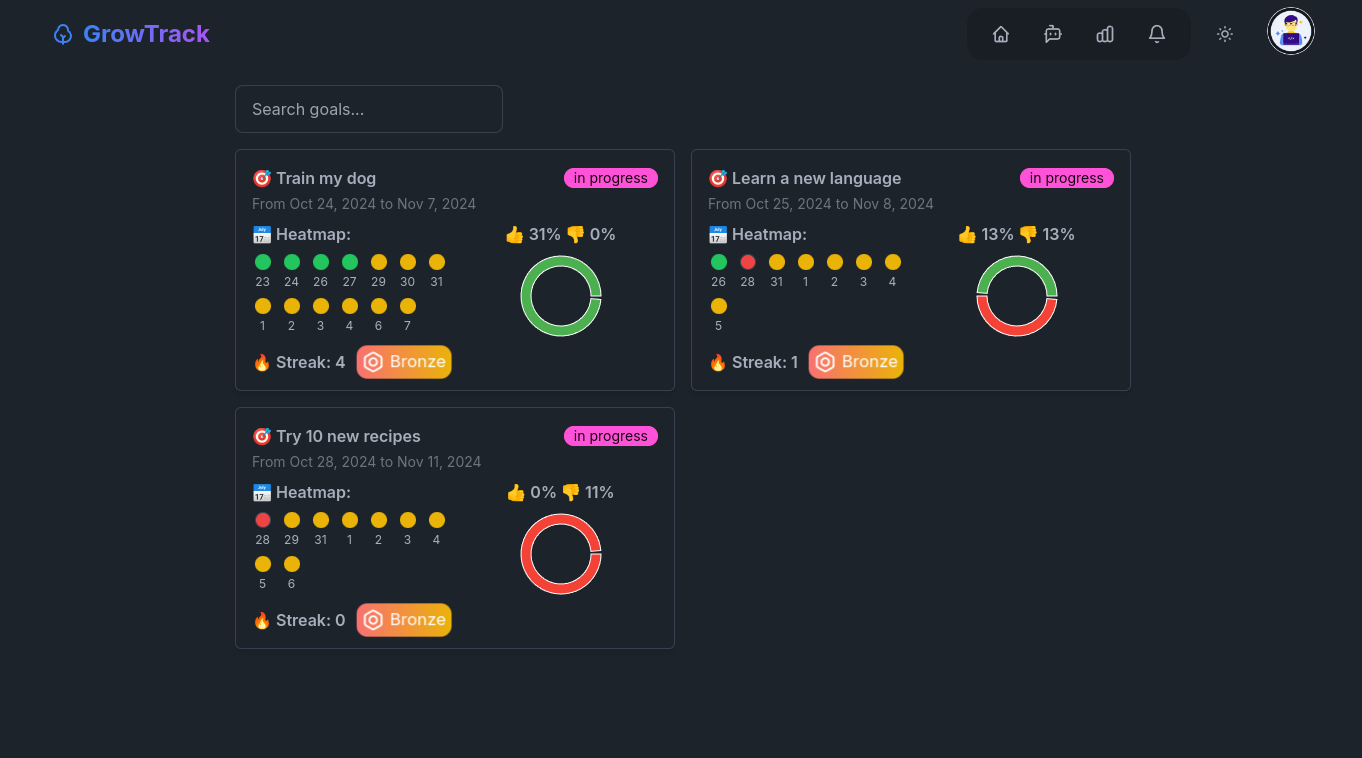 GrowTrack
Search goals...
🎯 Train my dog
in progress
From Oct 24, 2024 to Nov 7, 2024
📅 Heatmap:
👍 31% 👎 0%
23 24 26 27 29 30 31
1 2 3 4 6 7
🔥 Streak: 4
Bronze
🎯 Learn a new language
in progress
From Oct 25, 2024 to Nov 8, 2024
📅 Heatmap:
👍 13% 👎 13%
26 28 31 1 2 3 4
5
🔥 Streak: 1
Bronze
🎯 Try 10 new recipes
in progress
From Oct 28, 2024 to Nov 11, 2024
📅 Heatmap:
👍 0% 👎 11%
28 29 31 1 2 3 4
5 6
🔥 Streak: 0
Bronze